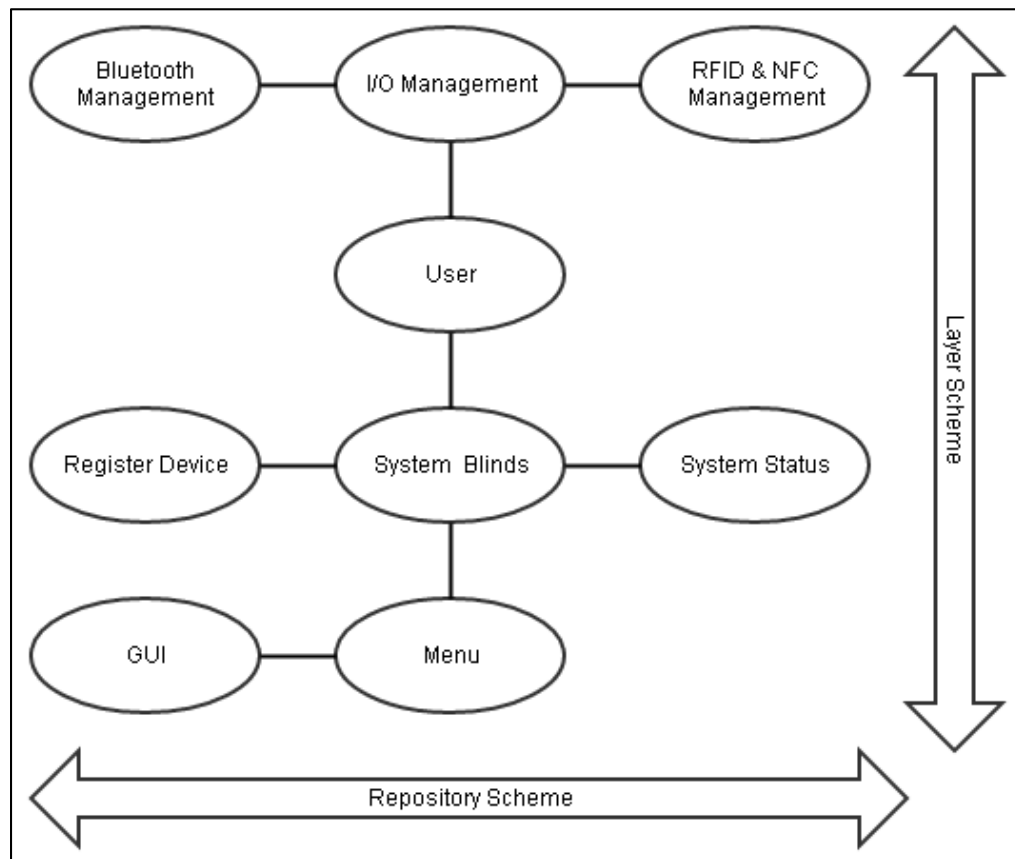 Bluetooth
Management
I/O Management
RFID & NFC
Management
User
Register Device
System Blinds
System Status
GUI
Menu
Layer Scheme
Repository Scheme